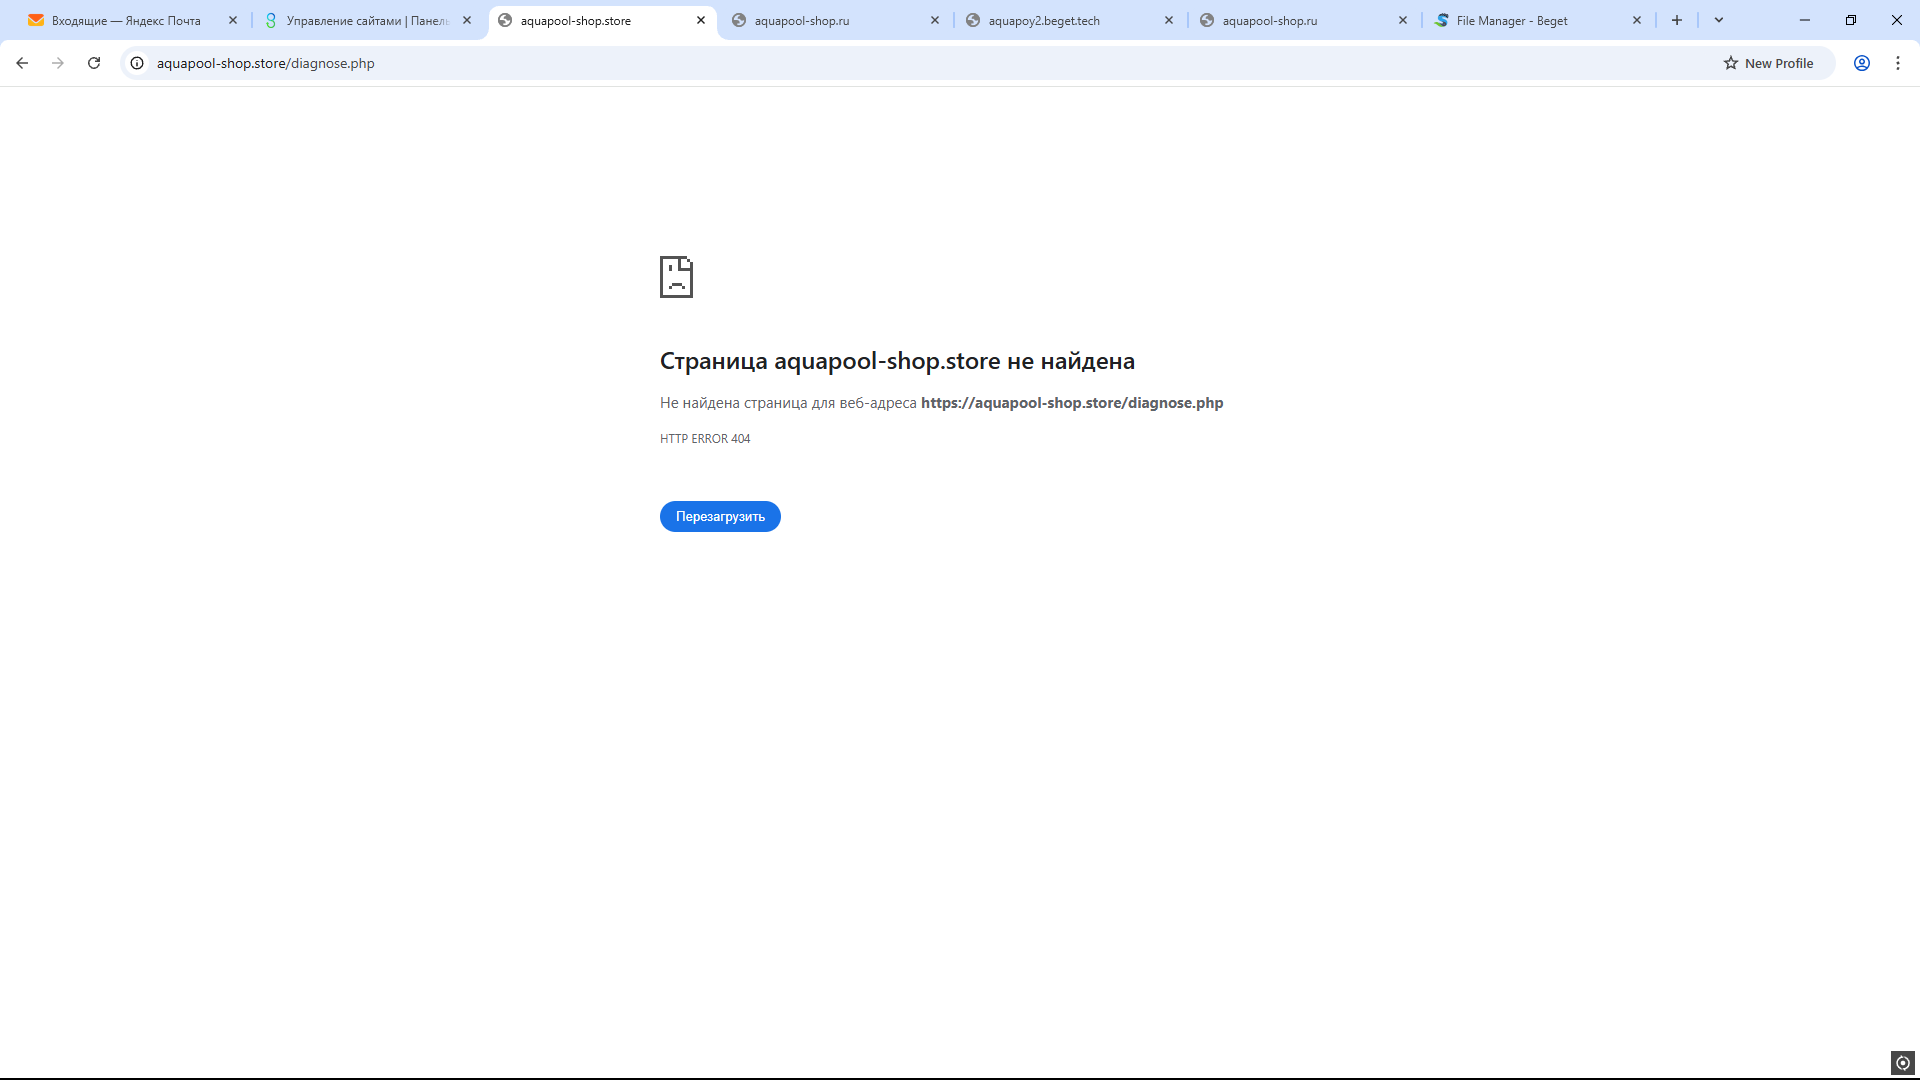 Входящие — Яндекс Почта
Управление сайтами | Панель
aquapool-shop.store
aquapool-shop.ru
aquapoy2.beget.tech
aquapool-shop.ru
File Manager - Beget
aquapool-shop.store/diagnose.php
New Profile
Страница aquapool-shop.store не найдена
Не найдена страница для веб-адреса https://aquapool-shop.store/diagnose.php
HTTP ERROR 404
Перезагрузить